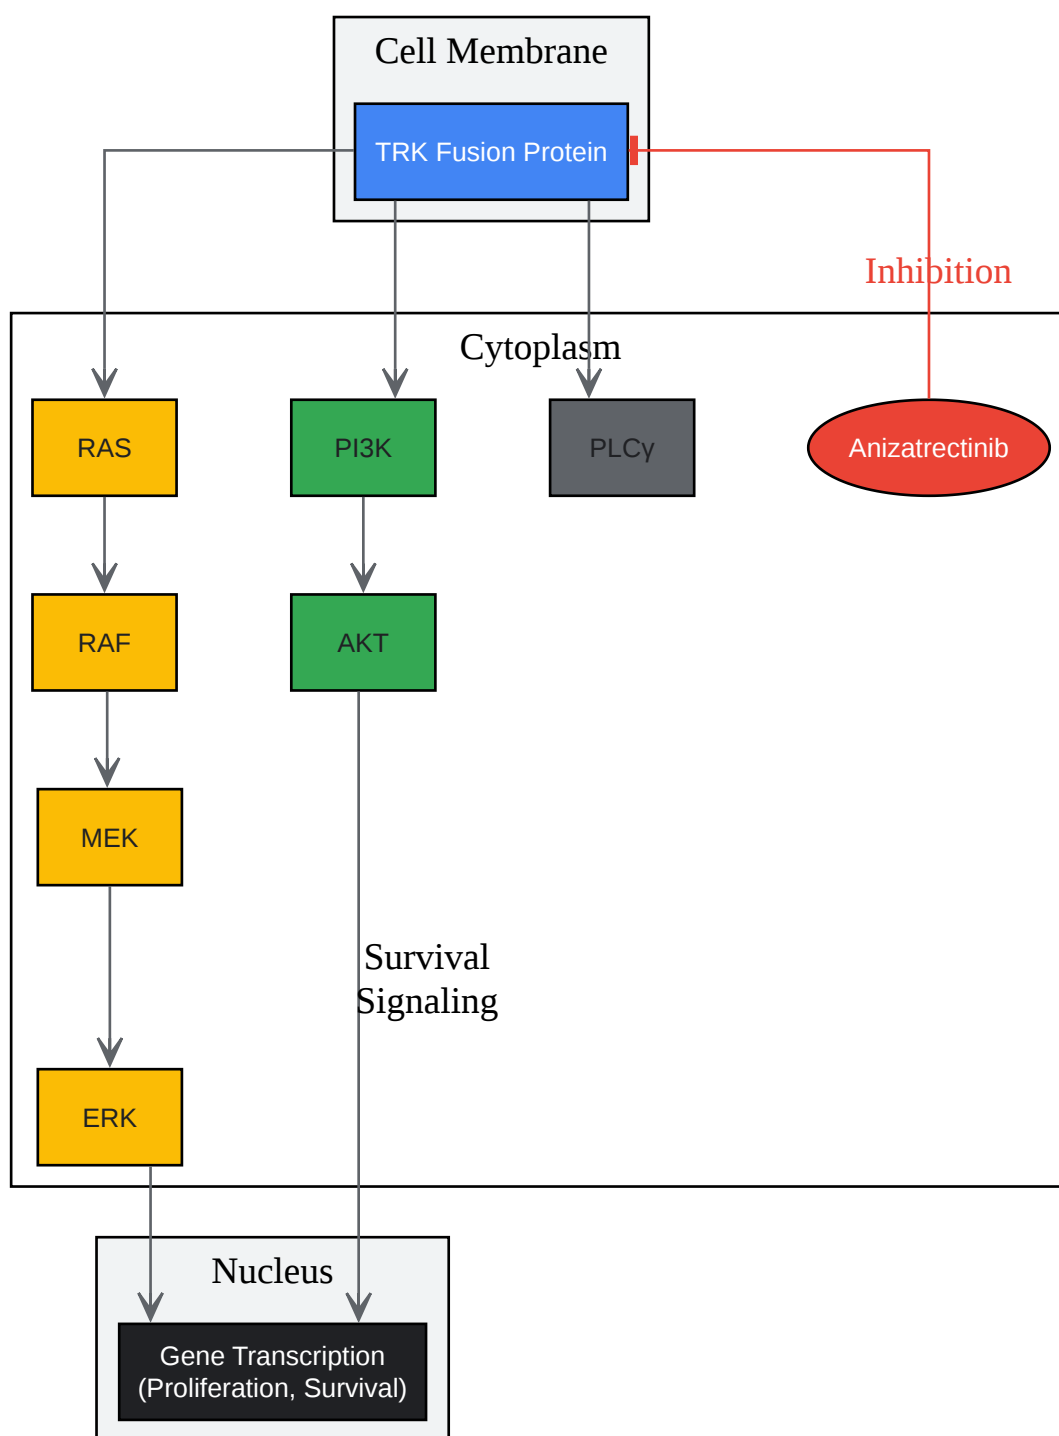 Cell Membrane
TRK Fusion Protein
Inhibition
Cytoplasm
RAS
PI3K
PLCγ
Anizatrectinib
RAF
AKT
MEK
Survival
Signaling
ERK
Nucleus
Gene Transcription
(Proliferation, Survival)